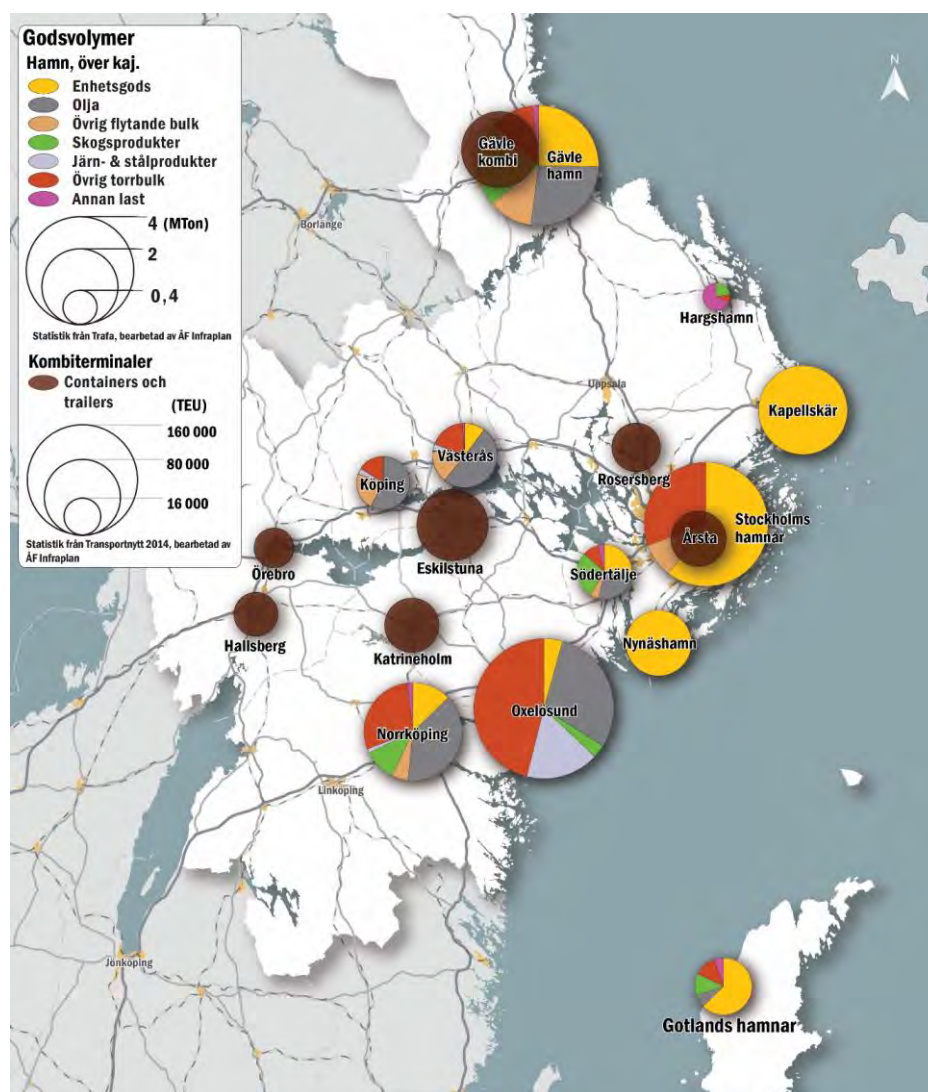 Godsvolymer
Hamn, över kaj.
Enhetsgods
Olja
Övrig flytande bulk
Skogsprodukter
Järn- & stålprodukter
Övrig torrbulk
Annan last
4 (MTon)
2
0,4
Statistik från Trafa, bearbetad av ÅF Infraplan
Kombiterminaler
Containers och
trailers
(TEU)
160 000
80 000
16 000
Statistik från Transportnytt 2014, bearbetad av
ÅF Infraplan
N
Gävle
kombi
Gävle
hamn
Borlänge
Hargshamn
Uppsala
Kapellskär
Västerås
Köping
Rosersberg
Stockholms
hamnar
Årsta
Örebro
Eskilstuna
Södertälje
Hallsberg
Katrineholm
Nynäshamn
Oxelösund
Norrköping
Linköping
Jönköping
Gotlands hamnar